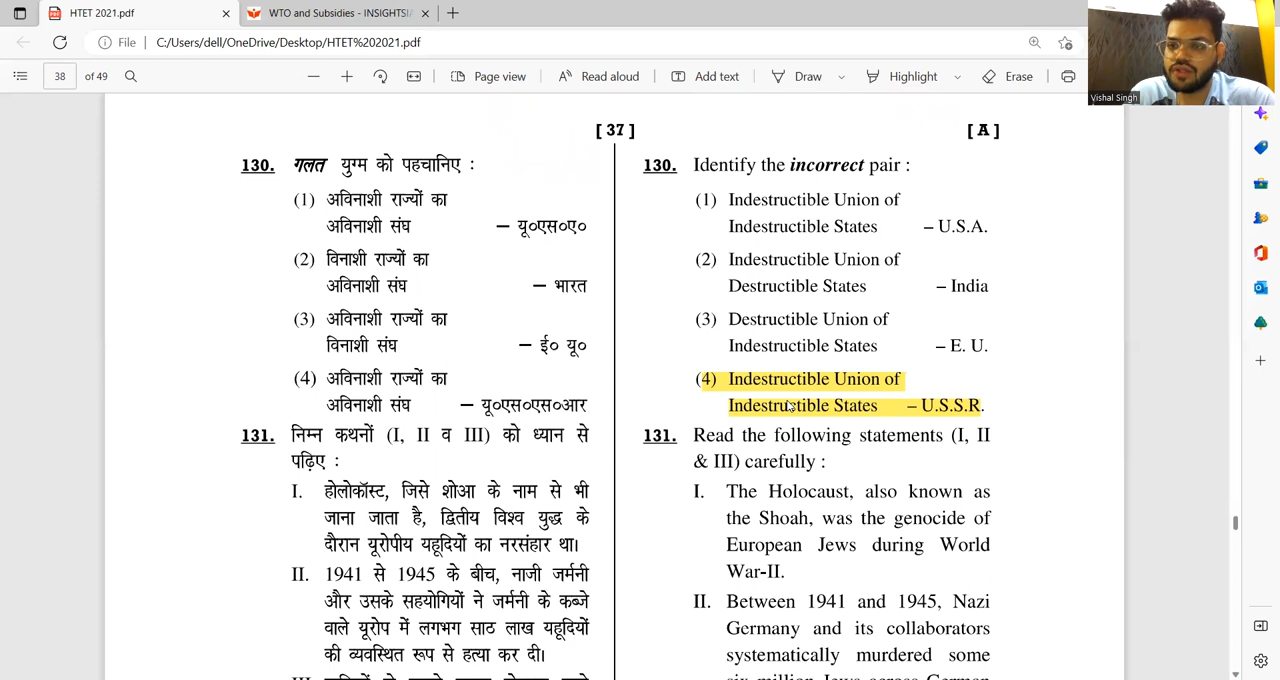 HTET 2021.pdf
WTO and Subsidies - INSIGHTSIA
File
C:/Users/dell/OneDrive/Desktop/HTET%202021.pdf
38 of 49
Page view
Read aloud
Add text
Draw
Highlight
Erase
Vishal Singh
[ 37 ]
[ A ]
130. गलत युग्म को पहचानिए :
(1) अविनाशी राज्यों का
अविनाशी संघ – यू०एस०ए०
(2) विनाशी राज्यों का
अविनाशी संघ – भारत
(3) अविनाशी राज्यों का
विनाशी संघ – ई० यू०
(4) अविनाशी राज्यों का
अविनाशी संघ – यू०एस०एस०आर
131. निम्न कथनों (I, II व III) को ध्यान से
पढ़िए :
I. होलोकॉस्ट, जिसे शोआ के नाम से भी
जाना जाता है, द्वितीय विश्व युद्ध के
दौरान यूरोपीय यहूदियों का नरसंहार था।
II. 1941 से 1945 के बीच, नाजी जर्मनी
और उसके सहयोगियों ने जर्मनी के कब्जे
वाले यूरोप में लगभग साठ लाख यहूदियों
की व्यवस्थित रूप से हत्या कर दी।
130. Identify the incorrect pair :
(1) Indestructible Union of
Indestructible States – U.S.A.
(2) Indestructible Union of
Destructible States – India
(3) Destructible Union of
Indestructible States – E. U.
(4) Indestructible Union of
Indestructible States – U.S.S.R.
131. Read the following statements (I, II
& III) carefully :
I. The Holocaust, also known as
the Shoah, was the genocide of
European Jews during World
War-II.
II. Between 1941 and 1945, Nazi
Germany and its collaborators
systematically murdered some
six million Jews across German